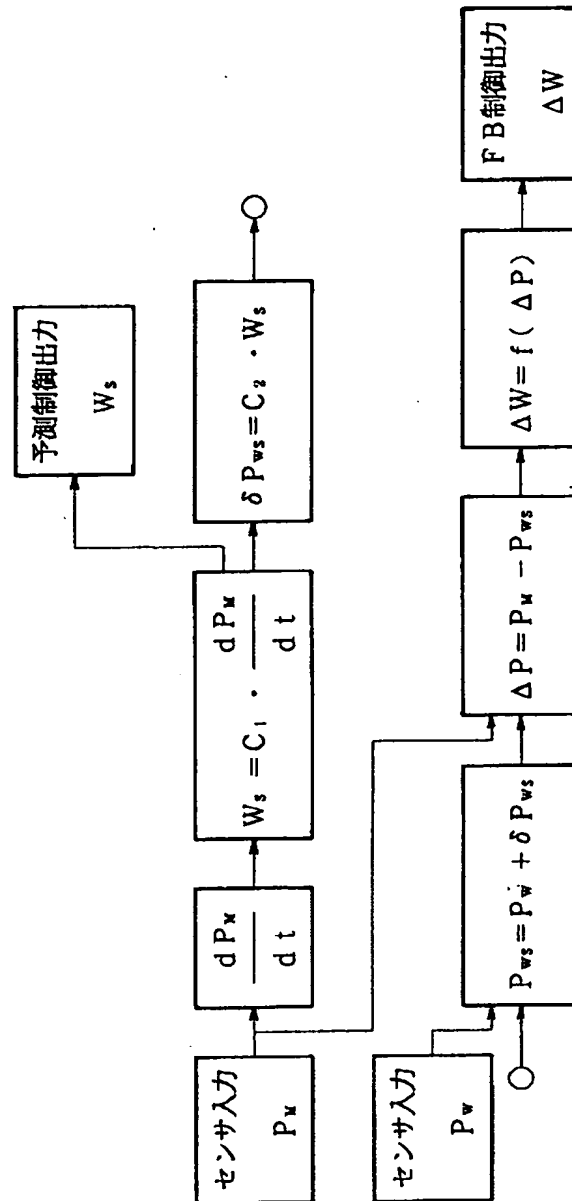 センサ入力
P_M
dP_M
dt
W_S=C_1・dP_M
dt
予測制御出力
W_S
δP_WS=C_2・W_S
センサ入力
P_W
P_WS=P_W+δP_WS
ΔP=P_M−P_WS
ΔW=f(ΔP)
FB制御出力
ΔW